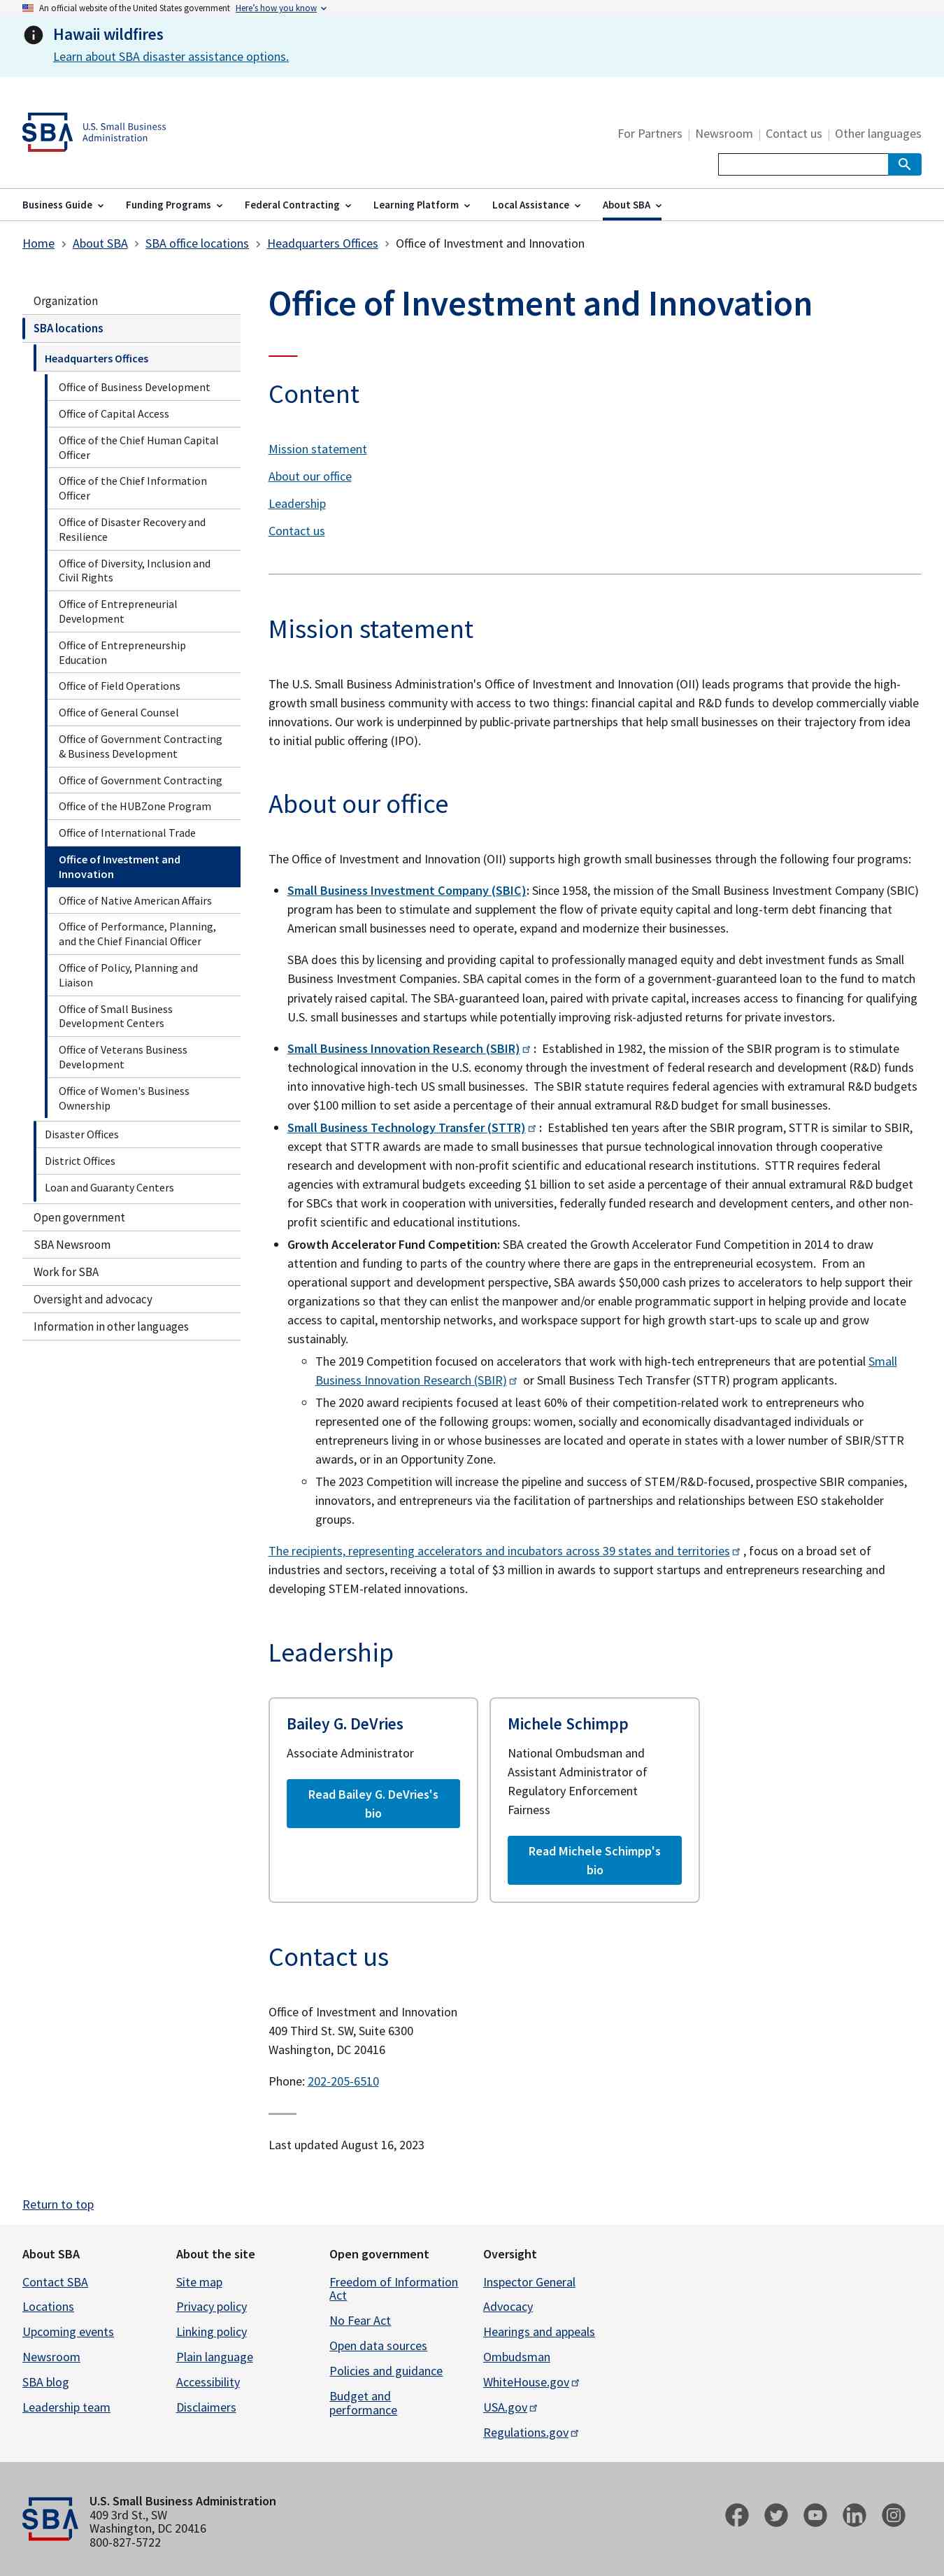 An official website of the United States government Here’s how you know
Hawaii wildfires
Learn about SBA disaster assistance options.
SBA U.S. Small Business
Administration
For Partners | Newsroom | Contact us | Other languages
Business Guide Funding Programs Federal Contracting Learning Platform Local Assistance About SBA
Home > About SBA > SBA office locations > Headquarters Offices > Office of Investment and Innovation
Organization
SBA locations
Headquarters Offices
Office of Business Development
Office of Capital Access
Office of the Chief Human Capital
Officer
Office of the Chief Information
Officer
Office of Disaster Recovery and
Resilience
Office of Diversity, Inclusion and
Civil Rights
Office of Entrepreneurial
Development
Office of Entrepreneurship
Education
Office of Field Operations
Office of General Counsel
Office of Government Contracting
& Business Development
Office of Government Contracting
Office of the HUBZone Program
Office of International Trade
Office of Investment and
Innovation
Office of Native American Affairs
Office of Performance, Planning,
and the Chief Financial Officer
Office of Policy, Planning and
Liaison
Office of Small Business
Development Centers
Office of Veterans Business
Development
Office of Women's Business
Ownership
Disaster Offices
District Offices
Loan and Guaranty Centers
Open government
SBA Newsroom
Work for SBA
Oversight and advocacy
Information in other languages
Office of Investment and Innovation
Content
Mission statement
About our office
Leadership
Contact us
Mission statement
The U.S. Small Business Administration's Office of Investment and Innovation (OII) leads programs that provide the high-
growth small business community with access to two things: financial capital and R&D funds to develop commercially viable
innovations. Our work is underpinned by public-private partnerships that help small businesses on their trajectory from idea
to initial public offering (IPO).
About our office
The Office of Investment and Innovation (OII) supports high growth small businesses through the following four programs:
• Small Business Investment Company (SBIC): Since 1958, the mission of the Small Business Investment Company (SBIC)
program has been to stimulate and supplement the flow of private equity capital and long-term debt financing that
American small businesses need to operate, expand and modernize their businesses.
SBA does this by licensing and providing capital to professionally managed equity and debt investment funds as Small
Business Investment Companies. SBA capital comes in the form of a government-guaranteed loan to the fund to match
privately raised capital. The SBA-guaranteed loan, paired with private capital, increases access to financing for qualifying
U.S. small businesses and startups while potentially improving risk-adjusted returns for private investors.
• Small Business Innovation Research (SBIR) : Established in 1982, the mission of the SBIR program is to stimulate
technological innovation in the U.S. economy through the investment of federal research and development (R&D) funds
into innovative high-tech US small businesses. The SBIR statute requires federal agencies with extramural R&D budgets
over $100 million to set aside a percentage of their annual extramural R&D budget for small businesses.
• Small Business Technology Transfer (STTR) : Established ten years after the SBIR program, STTR is similar to SBIR,
except that STTR awards are made to small businesses that pursue technological innovation through cooperative
research and development with non-profit scientific and educational research institutions. STTR requires federal
agencies with extramural budgets exceeding $1 billion to set aside a percentage of their annual extramural R&D budget
for SBCs that work in cooperation with universities, federally funded research and development centers, and other non-
profit scientific and educational institutions.
• Growth Accelerator Fund Competition: SBA created the Growth Accelerator Fund Competition in 2014 to draw
attention and funding to parts of the country where there are gaps in the entrepreneurial ecosystem. From an
operational support and development perspective, SBA awards $50,000 cash prizes to accelerators to help support their
organizations so that they can enlist the manpower and/or enable programmatic support in helping provide and locate
access to capital, mentorship networks, and workspace support for high growth start-ups to scale up and grow
sustainably.
◦ The 2019 Competition focused on accelerators that work with high-tech entrepreneurs that are potential Small
Business Innovation Research (SBIR) or Small Business Tech Transfer (STTR) program applicants.
◦ The 2020 award recipients focused at least 60% of their competition-related work to entrepreneurs who
represented one of the following groups: women, socially and economically disadvantaged individuals or
entrepreneurs living in or whose businesses are located and operate in states with a lower number of SBIR/STTR
awards, or in an Opportunity Zone.
◦ The 2023 Competition will increase the pipeline and success of STEM/R&D-focused, prospective SBIR companies,
innovators, and entrepreneurs via the facilitation of partnerships and relationships between ESO stakeholder
groups.
The recipients, representing accelerators and incubators across 39 states and territories , focus on a broad set of
industries and sectors, receiving a total of $3 million in awards to support startups and entrepreneurs researching and
developing STEM-related innovations.
Leadership
Bailey G. DeVries
Associate Administrator
Read Bailey G. DeVries's
bio
Michele Schimpp
National Ombudsman and
Assistant Administrator of
Regulatory Enforcement
Fairness
Read Michele Schimpp's
bio
Contact us
Office of Investment and Innovation
409 Third St. SW, Suite 6300
Washington, DC 20416
Phone: 202-205-6510
Last updated August 16, 2023
Return to top
About SBA
Contact SBA
Locations
Upcoming events
Newsroom
SBA blog
Leadership team
About the site
Site map
Privacy policy
Linking policy
Plain language
Accessibility
Disclaimers
Open government
Freedom of Information
Act
No Fear Act
Open data sources
Policies and guidance
Budget and
performance
Oversight
Inspector General
Advocacy
Hearings and appeals
Ombudsman
WhiteHouse.gov
USA.gov
Regulations.gov
SBA
U.S. Small Business Administration
409 3rd St., SW
Washington, DC 20416
800-827-5722